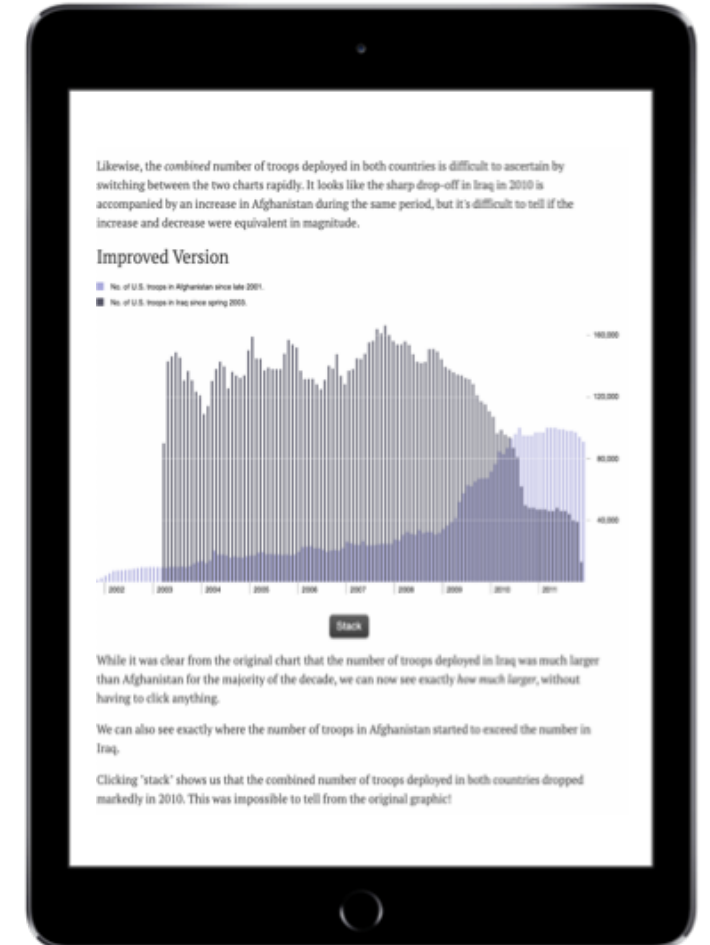 Likewise, the combined number of troops deployed in both countries is difficult to ascertain by
switching between the two charts rapidly. It looks like the sharp drop-off in Iraq in 2010 is
accompanied by an increase in Afghanistan during the same period, but it's difficult to tell if the
increase and decrease were equivalent in magnitude.
Improved Version
No. of U.S. troops in Afghanistan since late 2001.
No. of U.S. troops in Iraq since spring 2003.
160,000
120,000
80,000
40,000
2002 2003 2004 2005 2006 2007 2008 2009 2010 2011
Stack
While it was clear from the original chart that the number of troops deployed in Iraq was much larger
than Afghanistan for the majority of the decade, we can now see exactly how much larger, without
having to click anything.
We can also see exactly where the number of troops in Afghanistan started to exceed the number in
Iraq.
Clicking "stack" shows us that the combined number of troops deployed in both countries dropped
markedly in 2010. This was impossible to tell from the original graphic!